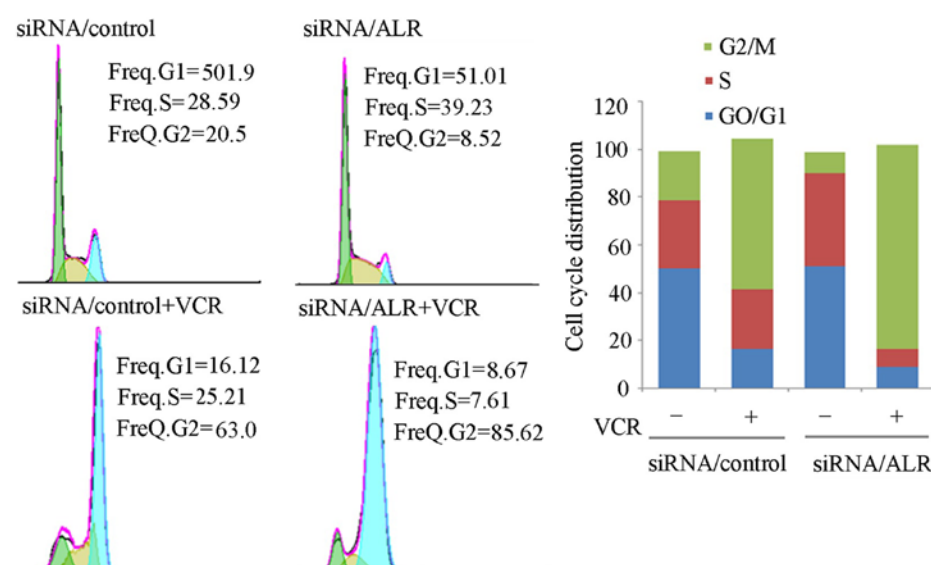 siRNA/control
Freq.G1=501.9
Freq.S=28.59
FreQ.G2=20.5
siRNA/ALR
Freq.G1=51.01
Freq.S=39.23
FreQ.G2=8.52
siRNA/control+VCR
Freq.G1=16.12
Freq.S=25.21
FreQ.G2=63.0
siRNA/ALR+VCR
Freq.G1=8.67
Freq.S=7.61
FreQ.G2=85.62
G2/M
S
GO/G1
Cell cycle distribution
120
100
80
60
40
20
0
VCR − + − +
siRNA/control siRNA/ALR